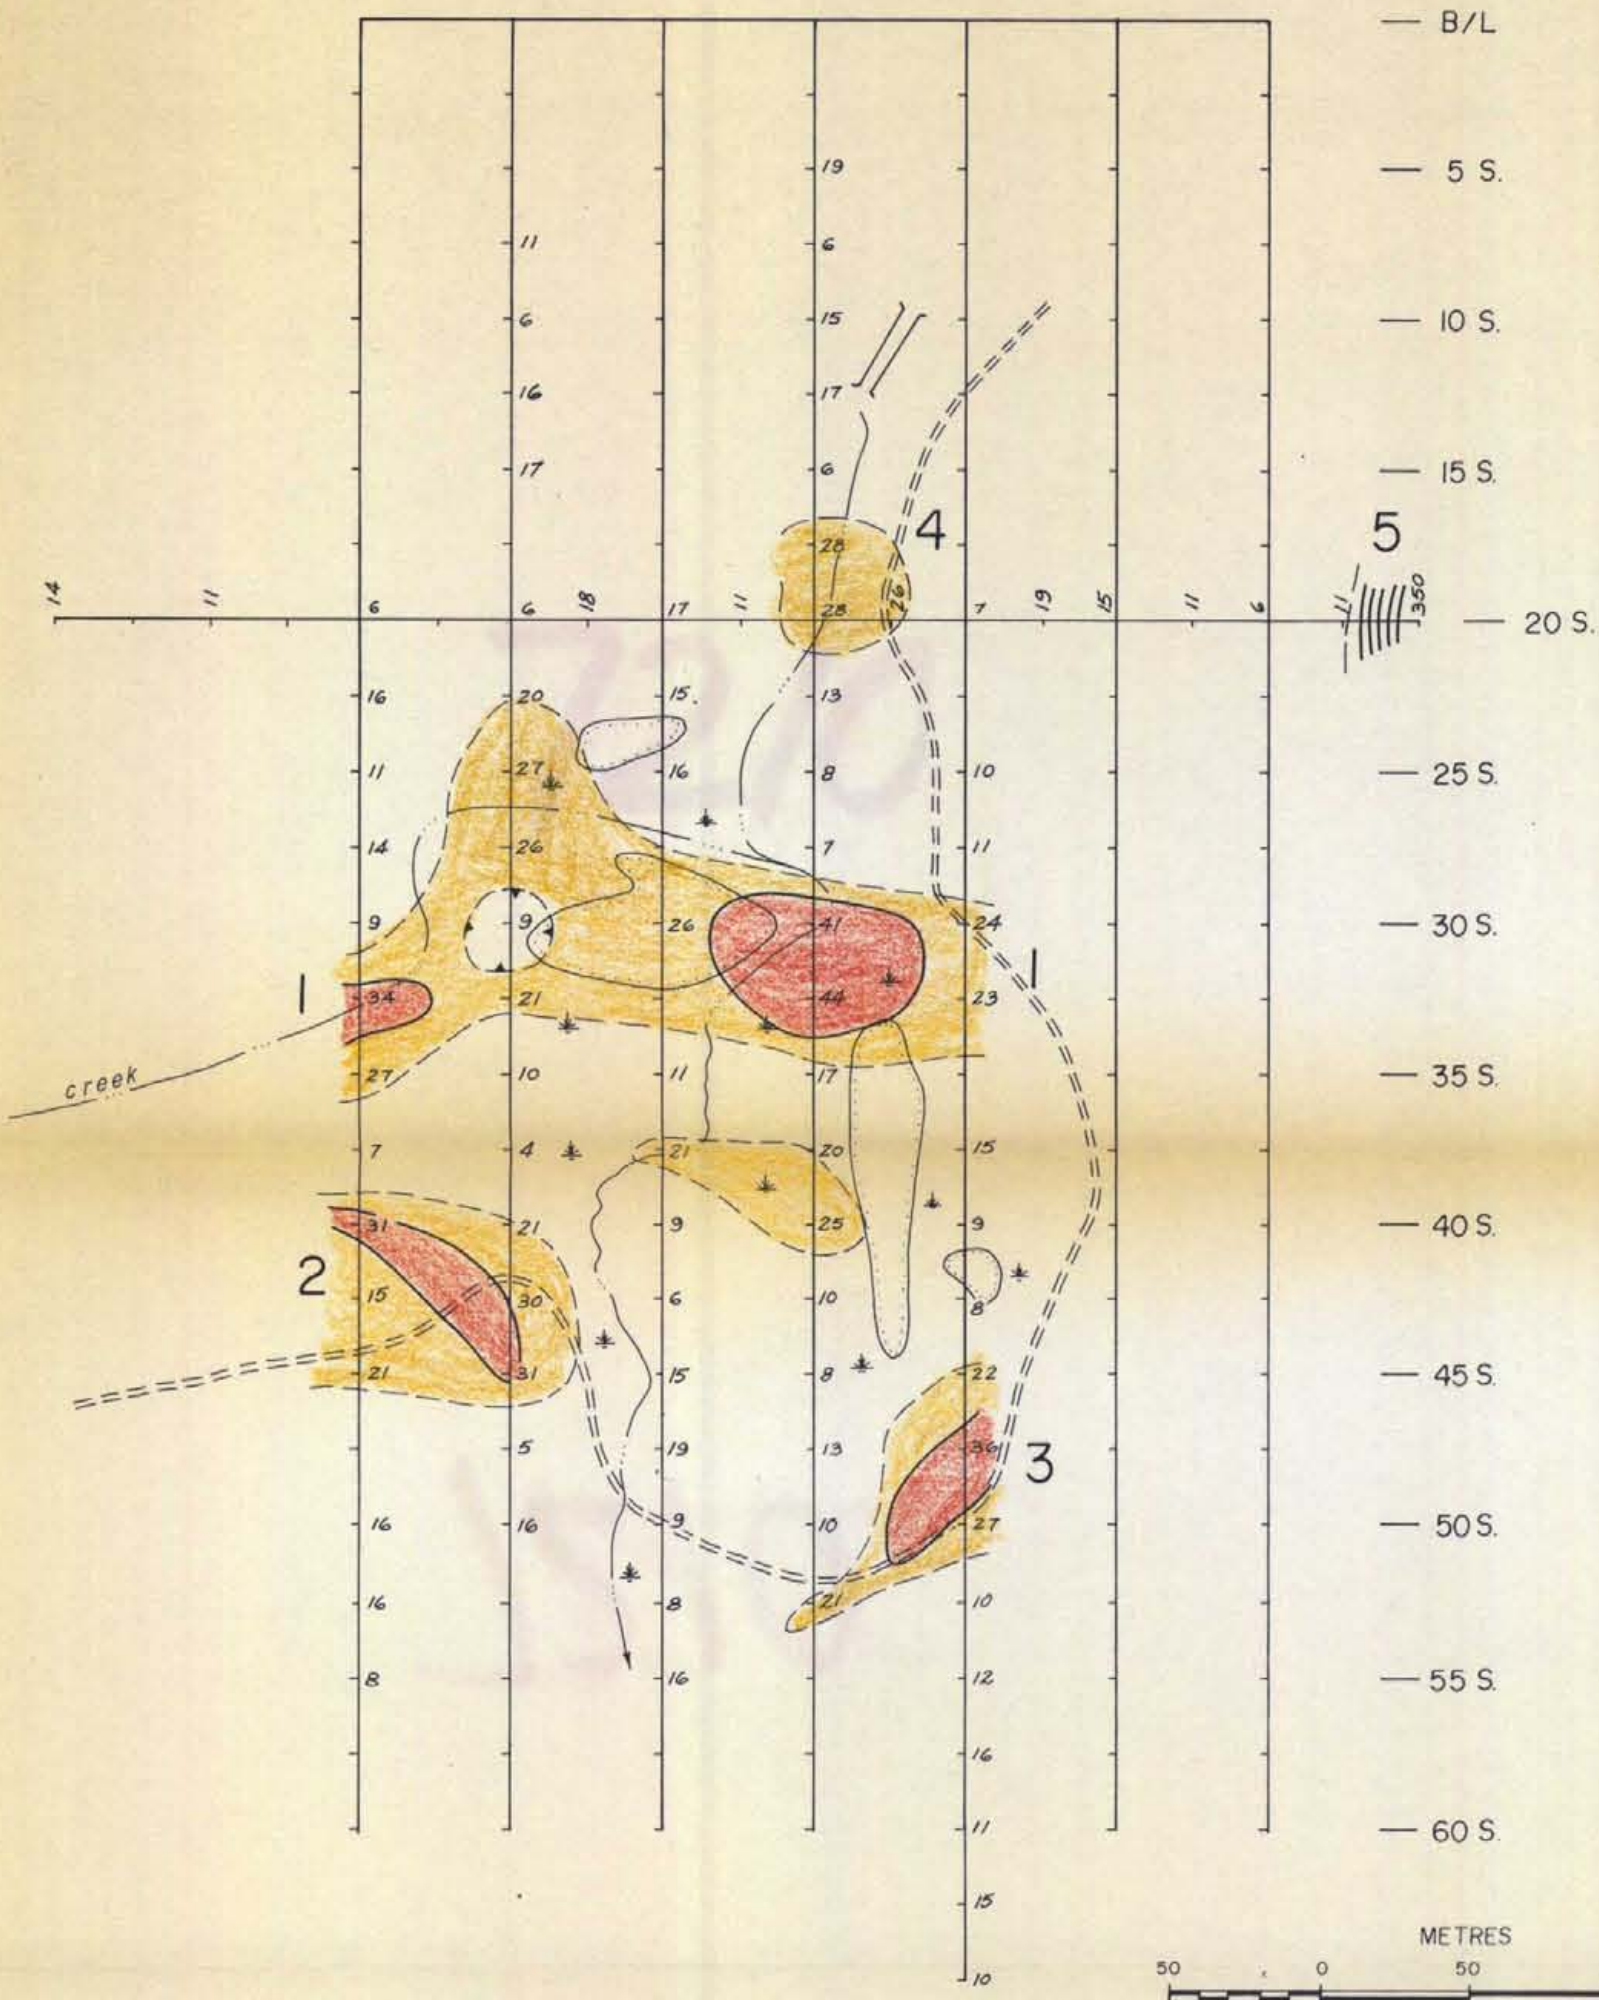 B/L
19
5 S.
11 6
6 15 10 S.
16 17
17 6 15 S.
28 4 5
14 11 6 6 18 17 11 28 26 7 19 15 11 6 11 350 20 S.
16 20 15 13
27
11 16 8 10 25 S.
14 26 7 11
9 9 26 41 24 30 S.
1 34 21 44 23 1
creek 27 10 11 17 35 S.
7 4 21 20 15
31 21 9 25 9 40 S.
2
15 30 6 10 8
21 31 15 8 22 45 S.
5 19 13 36 3
16 16 9 10 27 50 S.
16 8 21 10
8 16 12 55 S.
16
11 60 S.
15
METRES
10
50 0 50